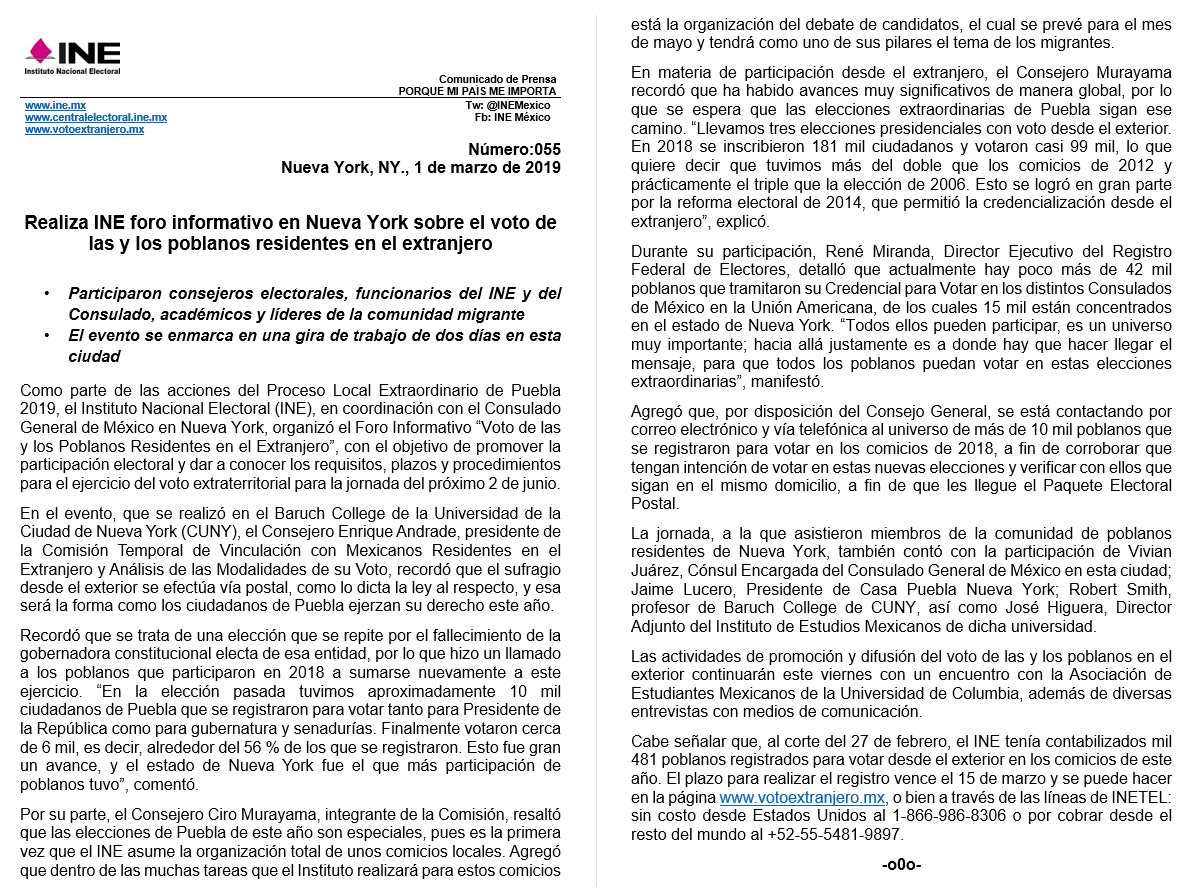 INE
Instituto Nacional Electoral
Comunicado de Prensa
PORQUE MI PAÍS ME IMPORTA
www.ine.mx
Tw: @INEMexico
www.centralelectoral.ine.mx
Fb: INE México
www.votoextranjero.mx
Número:055
Nueva York, NY., 1 de marzo de 2019
Realiza INE foro informativo en Nueva York sobre el voto de
las y los poblanos residentes en el extranjero
• Participaron consejeros electorales, funcionarios del INE y del
Consulado, académicos y líderes de la comunidad migrante
• El evento se enmarca en una gira de trabajo de dos días en esta
ciudad
Como parte de las acciones del Proceso Local Extraordinario de Puebla
2019, el Instituto Nacional Electoral (INE), en coordinación con el Consulado
General de México en Nueva York, organizó el Foro Informativo “Voto de las
y los Poblanos Residentes en el Extranjero”, con el objetivo de promover la
participación electoral y dar a conocer los requisitos, plazos y procedimientos
para el ejercicio del voto extraterritorial para la jornada del próximo 2 de junio.
En el evento, que se realizó en el Baruch College de la Universidad de la
Ciudad de Nueva York (CUNY), el Consejero Enrique Andrade, presidente de
la Comisión Temporal de Vinculación con Mexicanos Residentes en el
Extranjero y Análisis de las Modalidades de su Voto, recordó que el sufragio
desde el exterior se efectúa vía postal, como lo dicta la ley al respecto, y esa
será la forma como los ciudadanos de Puebla ejerzan su derecho este año.
Recordó que se trata de una elección que se repite por el fallecimiento de la
gobernadora constitucional electa de esa entidad, por lo que hizo un llamado
a los poblanos que participaron en 2018 a sumarse nuevamente a este
ejercicio. “En la elección pasada tuvimos aproximadamente 10 mil
ciudadanos de Puebla que se registraron para votar tanto para Presidente de
la República como para gubernatura y senadurías. Finalmente votaron cerca
de 6 mil, es decir, alrededor del 56 % de los que se registraron. Esto fue gran
un avance, y el estado de Nueva York fue el que más participación de
poblanos tuvo”, comentó.
Por su parte, el Consejero Ciro Murayama, integrante de la Comisión, resaltó
que las elecciones de Puebla de este año son especiales, pues es la primera
vez que el INE asume la organización total de unos comicios locales. Agregó
que dentro de las muchas tareas que el Instituto realizará para estos comicios
está la organización del debate de candidatos, el cual se prevé para el mes
de mayo y tendrá como uno de sus pilares el tema de los migrantes.
En materia de participación desde el extranjero, el Consejero Murayama
recordó que ha habido avances muy significativos de manera global, por lo
que se espera que las elecciones extraordinarias de Puebla sigan ese
camino. “Llevamos tres elecciones presidenciales con voto desde el exterior.
En 2018 se inscribieron 181 mil ciudadanos y votaron casi 99 mil, lo que
quiere decir que tuvimos más del doble que los comicios de 2012 y
prácticamente el triple que la elección de 2006. Esto se logró en gran parte
por la reforma electoral de 2014, que permitió la credencialización desde el
extranjero”, explicó.
Durante su participación, René Miranda, Director Ejecutivo del Registro
Federal de Electores, detalló que actualmente hay poco más de 42 mil
poblanos que tramitaron su Credencial para Votar en los distintos Consulados
de México en la Unión Americana, de los cuales 15 mil están concentrados
en el estado de Nueva York. “Todos ellos pueden participar, es un universo
muy importante; hacia allá justamente es a donde hay que hacer llegar el
mensaje, para que todos los poblanos puedan votar en estas elecciones
extraordinarias”, manifestó.
Agregó que, por disposición del Consejo General, se está contactando por
correo electrónico y vía telefónica al universo de más de 10 mil poblanos que
se registraron para votar en los comicios de 2018, a fin de corroborar que
tengan intención de votar en estas nuevas elecciones y verificar con ellos que
sigan en el mismo domicilio, a fin de que les llegue el Paquete Electoral
Postal.
La jornada, a la que asistieron miembros de la comunidad de poblanos
residentes de Nueva York, también contó con la participación de Vivian
Juárez, Cónsul Encargada del Consulado General de México en esta ciudad;
Jaime Lucero, Presidente de Casa Puebla Nueva York; Robert Smith,
profesor de Baruch College de CUNY, así como José Higuera, Director
Adjunto del Instituto de Estudios Mexicanos de dicha universidad.
Las actividades de promoción y difusión del voto de las y los poblanos en el
exterior continuarán este viernes con un encuentro con la Asociación de
Estudiantes Mexicanos de la Universidad de Columbia, además de diversas
entrevistas con medios de comunicación.
Cabe señalar que, al corte del 27 de febrero, el INE tenía contabilizados mil
481 poblanos registrados para votar desde el exterior en los comicios de este
año. El plazo para realizar el registro vence el 15 de marzo y se puede hacer
en la página www.votoextranjero.mx, o bien a través de las líneas de INETEL:
sin costo desde Estados Unidos al 1-866-986-8306 o por cobrar desde el
resto del mundo al +52-55-5481-9897.
-o0o-